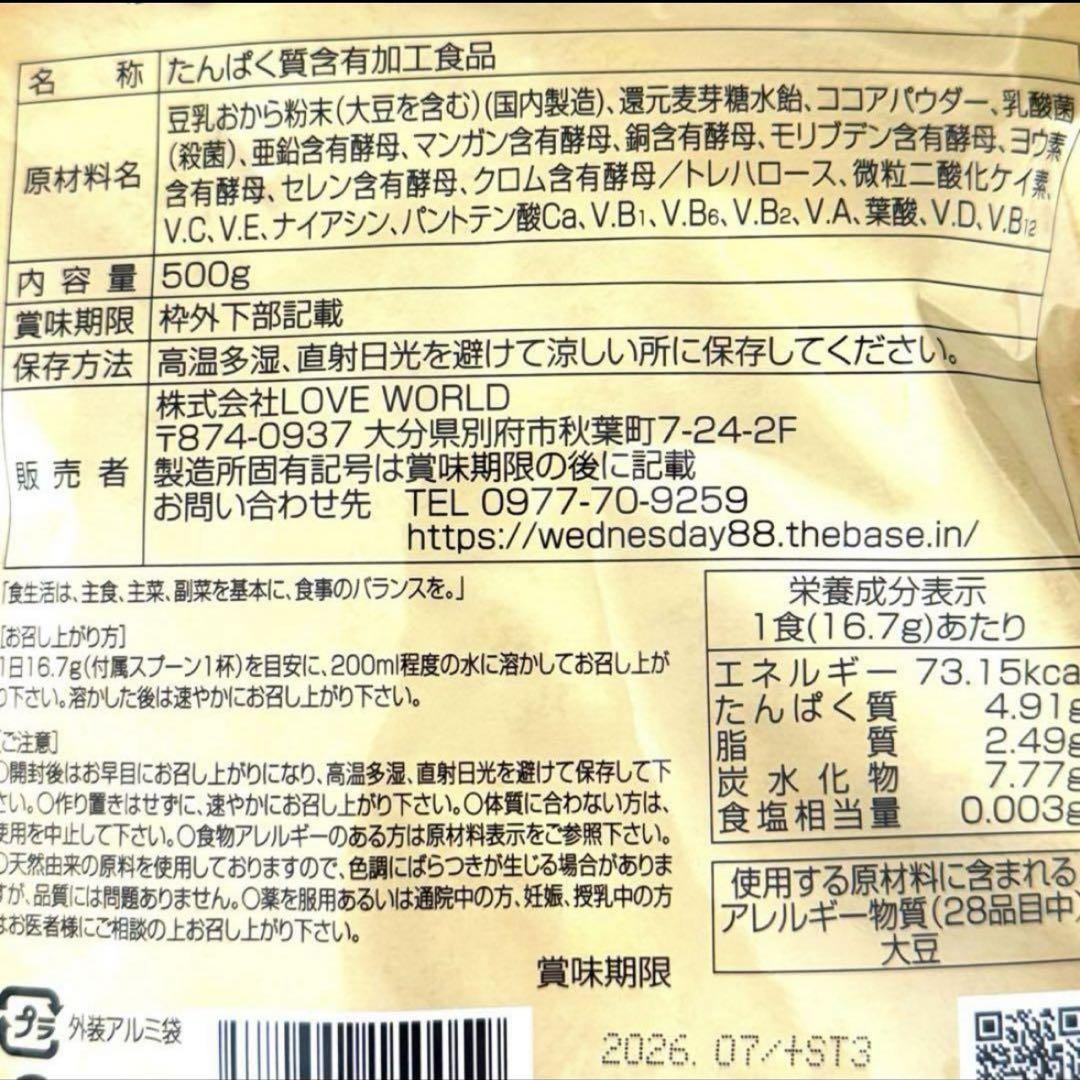 名称 たんぱく質含有加工食品
原材料名 豆乳おから粉末(大豆を含む)(国内製造)、還元麦芽糖水飴、ココアパウダー、乳酸菌
(殺菌)、亜鉛含有酵母、マンガン含有酵母、銅含有酵母、モリブデン含有酵母、ヨウ素
含有酵母、セレン含有酵母、クロム含有酵母/トレハロース、微粒二酸化ケイ素、
V.C、V.E、ナイアシン、パントテン酸Ca、V.B1、V.B6、V.B2、V.A、葉酸、V.D、V.B12
内容量 500g
賞味期限 枠外下部記載
保存方法 高温多湿、直射日光を避けて涼しい所に保存してください。
販売者 株式会社LOVE WORLD
〒874-0937 大分県別府市秋葉町7-24-2F
製造所固有記号は賞味期限の後に記載
お問い合わせ先 TEL 0977-70-9259
https://wednesday88.thebase.in/
「食生活は、主食、主菜、副菜を基本に、食事のバランスを。」
[お召し上がり方]
1日16.7g(付属スプーン1杯)を目安に、200ml程度の水に溶かしてお召し上が
り下さい。溶かした後は速やかにお召し上がり下さい。
[ご注意]
○開封後はお早目にお召し上がりになり、高温多湿、直射日光を避けて保存して下
さい。○作り置きはせずに、速やかにお召し上がり下さい。○体質に合わない方は、
使用を中止して下さい。○食物アレルギーのある方は原材料表示をご参照下さい。
○天然由来の原料を使用しておりますので、色調にばらつきが生じる場合がありま
すが、品質には問題ありません。○薬を服用あるいは通院中の方、妊娠、授乳中の方
はお医者様にご相談の上お召し上がり下さい。
栄養成分表示
1食(16.7g)あたり
エネルギー 73.15kca
たんぱく質 4.91g
脂質 2.49g
炭水化物 7.77g
食塩相当量 0.003g
使用する原材料に含まれる
アレルギー物質(28品目中)
大豆
賞味期限
2026. 07/+ST3
プラ 外装アルミ袋